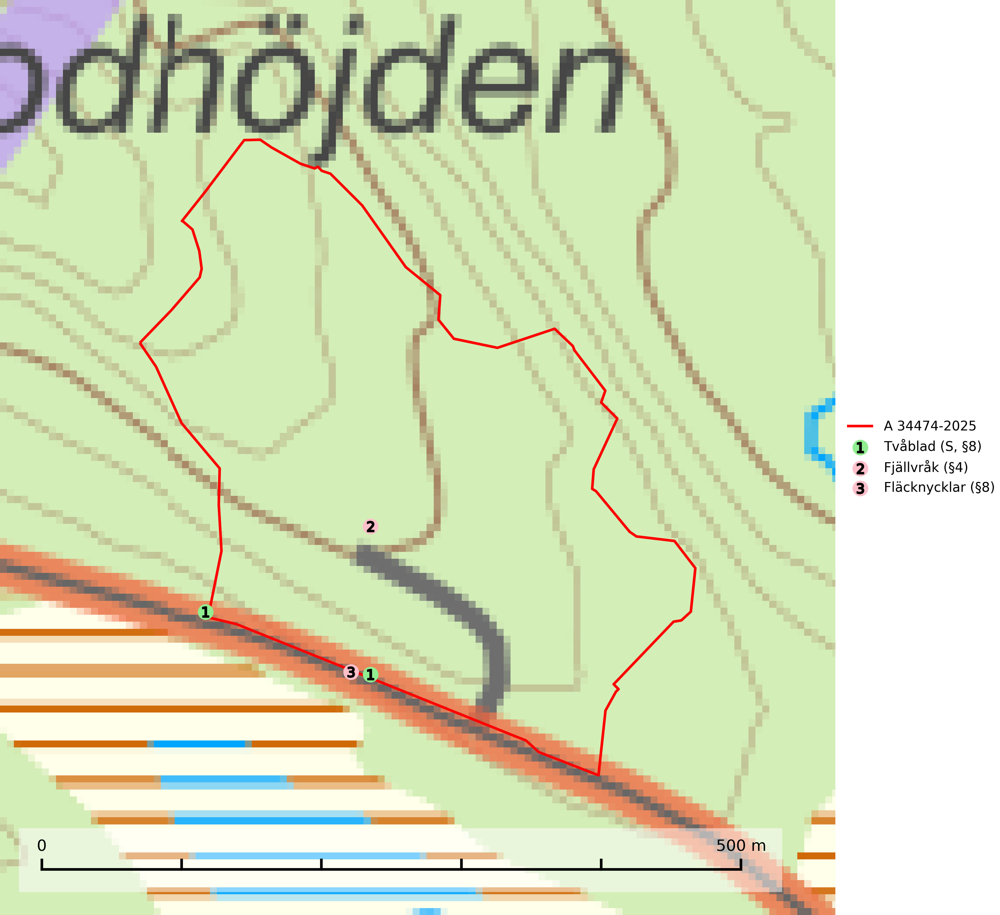 dhöjden
A 34474-2025
1 Tvåblad (S, §8)
2 Fjällvråk (§4)
3 Fläcknycklar (§8)
2
1
3 1
0 500 m